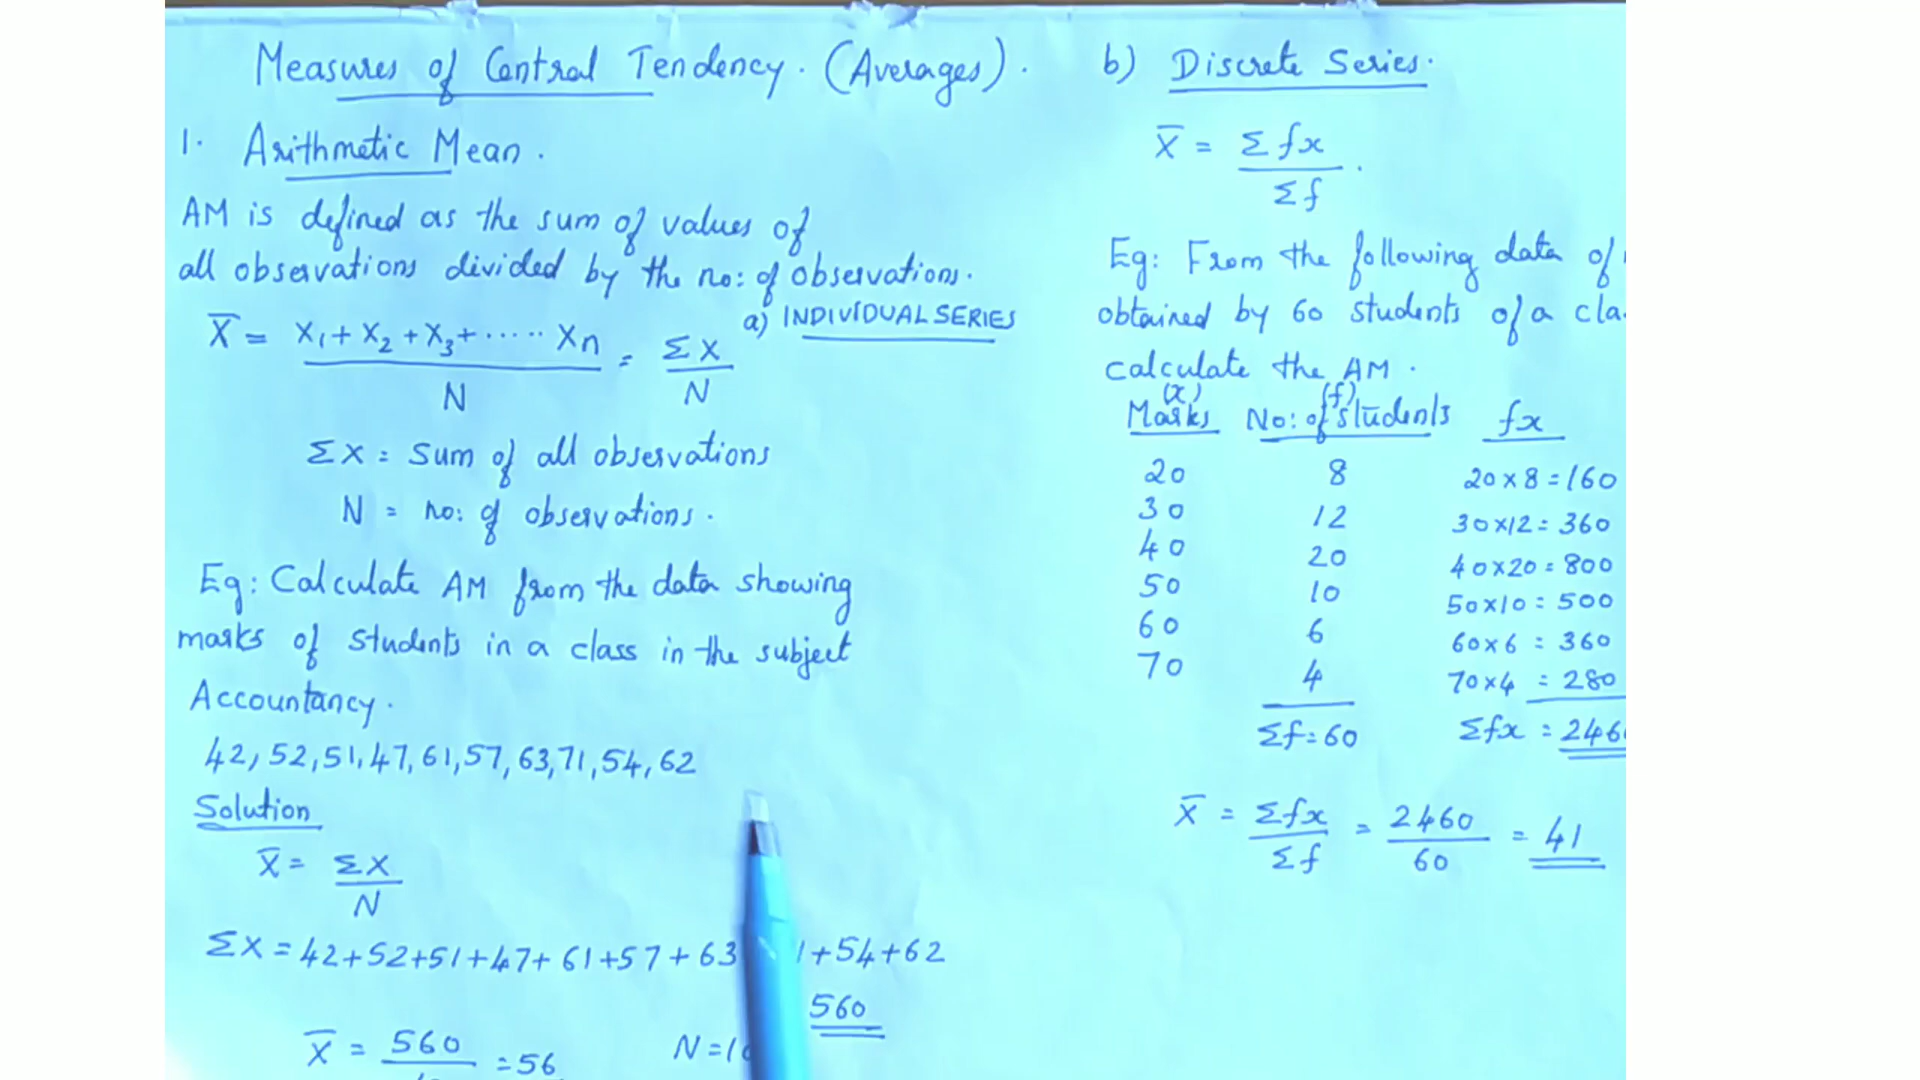 Measures of Central Tendency. (Averages).
1. Arithmetic Mean.
AM is defined as the sum of values of
all observations divided by the no: of observations.
a) INDIVIDUAL SERIES
X̅ = X₁ + X₂ + X₃ + ..... Xn / N = Σx / N
Σx = Sum of all observations
N = no: of observations.
Eg: Calculate AM from the data showing
marks of students in a class in the subject
Accountancy.
42, 52, 51, 47, 61, 57, 63, 71, 54, 62
Solution
X̅ = Σx / N
Σx = 42+52+51+47+61+57+63 1+54+62
560
X̅ = 560 = 56
N = 1
b) Discrete Series.
X̅ = Σfx / Σf.
Eg: From the following data of
obtained by 60 students of a cla
calculate the AM.
(x) (f)
Marks No: of students fx
20 8 20×8 = 160
30 12 30×12 = 360
40 20 40×20 = 800
50 10 50×10 = 500
60 6 60×6 = 360
70 4 70×4 = 280
Σf = 60 Σfx = 246
X̅ = Σfx / Σf = 2460 / 60 = 41